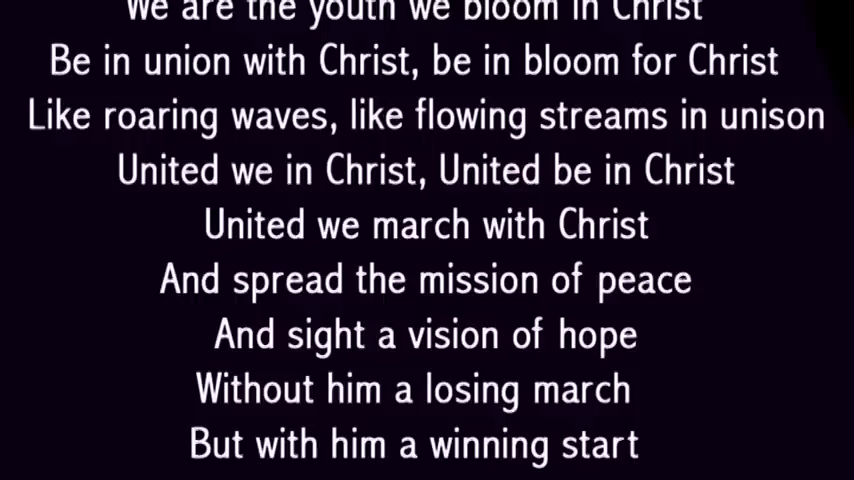 We are the youth we bloom in Christ
Be in union with Christ, be in bloom for Christ
Like roaring waves, like flowing streams in unison
United we in Christ, United be in Christ
United we march with Christ
And spread the mission of peace
And sight a vision of hope
Without him a losing march
But with him a winning start